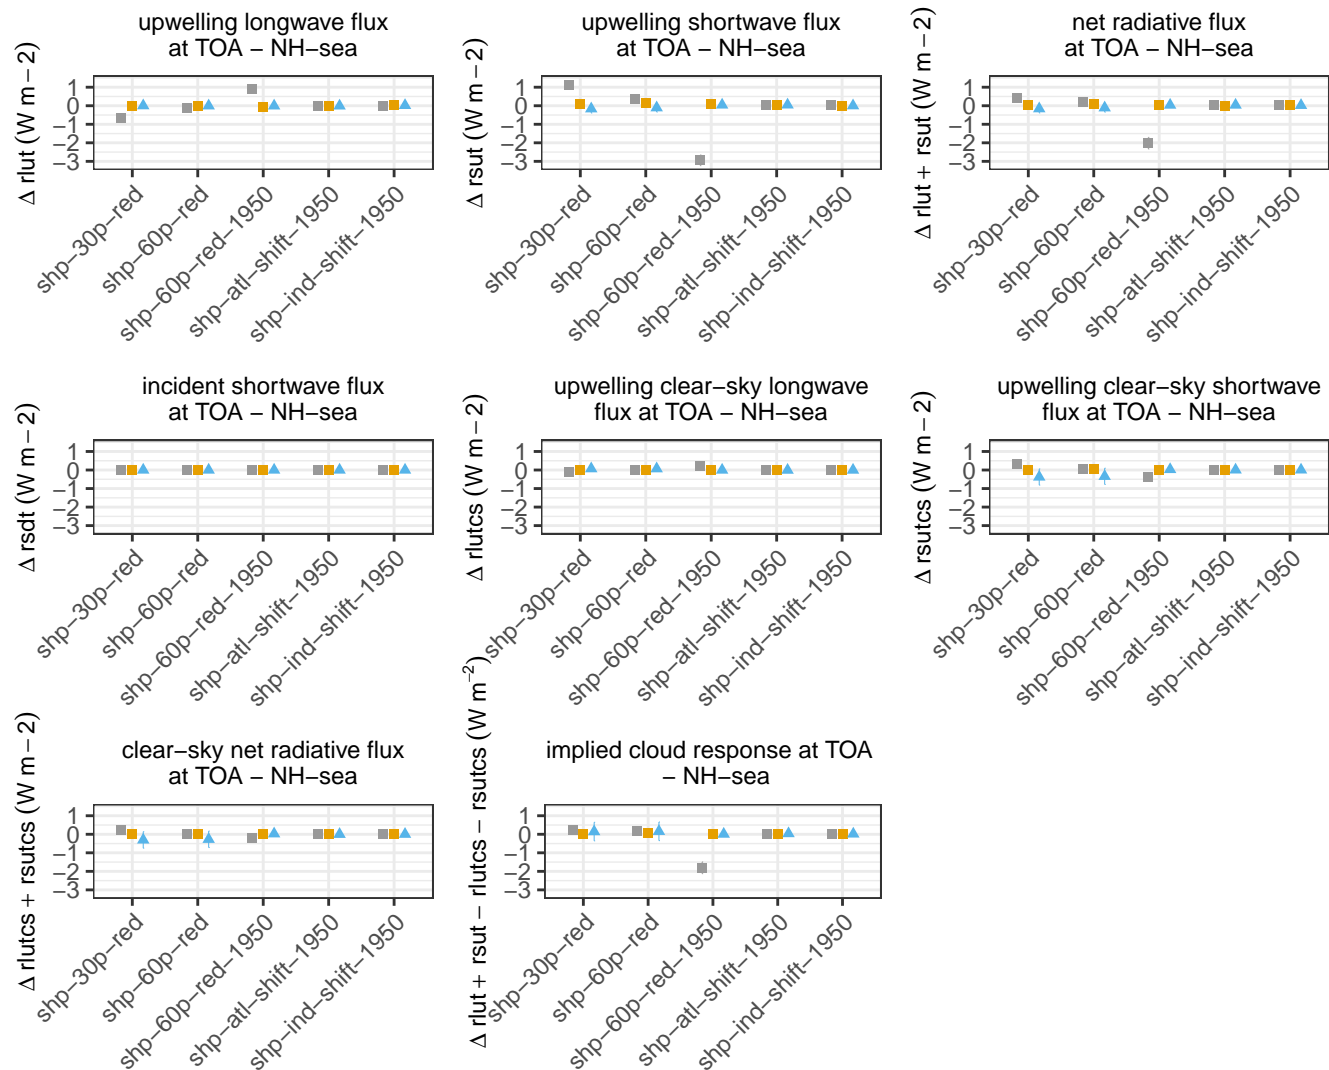 upwelling longwave flux
at TOA − NH−sea
Δ rlut (W m−2)
1
0
−1
−2
−3
shp−30p−red
shp−60p−red
shp−60p−red−1950
shp−atl−shift−1950
shp−ind−shift−1950
upwelling shortwave flux
at TOA − NH−sea
Δ rsut (W m−2)
1
0
−1
−2
−3
shp−30p−red
shp−60p−red
shp−60p−red−1950
shp−atl−shift−1950
shp−ind−shift−1950
net radiative flux
at TOA − NH−sea
Δ rlut + rsut (W m−2)
1
0
−1
−2
−3
shp−30p−red
shp−60p−red
shp−60p−red−1950
shp−atl−shift−1950
shp−ind−shift−1950
incident shortwave flux
at TOA − NH−sea
Δ rsdt (W m−2)
1
0
−1
−2
−3
shp−30p−red
shp−60p−red
shp−60p−red−1950
shp−atl−shift−1950
shp−ind−shift−1950
upwelling clear−sky longwave
flux at TOA − NH−sea
Δ rlutcs (W m−2)
1
0
−1
−2
−3
shp−30p−red
shp−60p−red
shp−60p−red−1950
shp−atl−shift−1950
shp−ind−shift−1950
upwelling clear−sky shortwave
flux at TOA − NH−sea
Δ rsutcs (W m−2)
1
0
−1
−2
−3
shp−30p−red
shp−60p−red
shp−60p−red−1950
shp−atl−shift−1950
shp−ind−shift−1950
clear−sky net radiative flux
at TOA − NH−sea
Δ rlutcs + rsutcs (W m−2)
1
0
−1
−2
−3
shp−30p−red
shp−60p−red
shp−60p−red−1950
shp−atl−shift−1950
shp−ind−shift−1950
implied cloud response at TOA
− NH−sea
Δ rlut + rsut − rlutcs − rsutcs (W m⁻²)
1
0
−1
−2
−3
shp−30p−red
shp−60p−red
shp−60p−red−1950
shp−atl−shift−1950
shp−ind−shift−1950